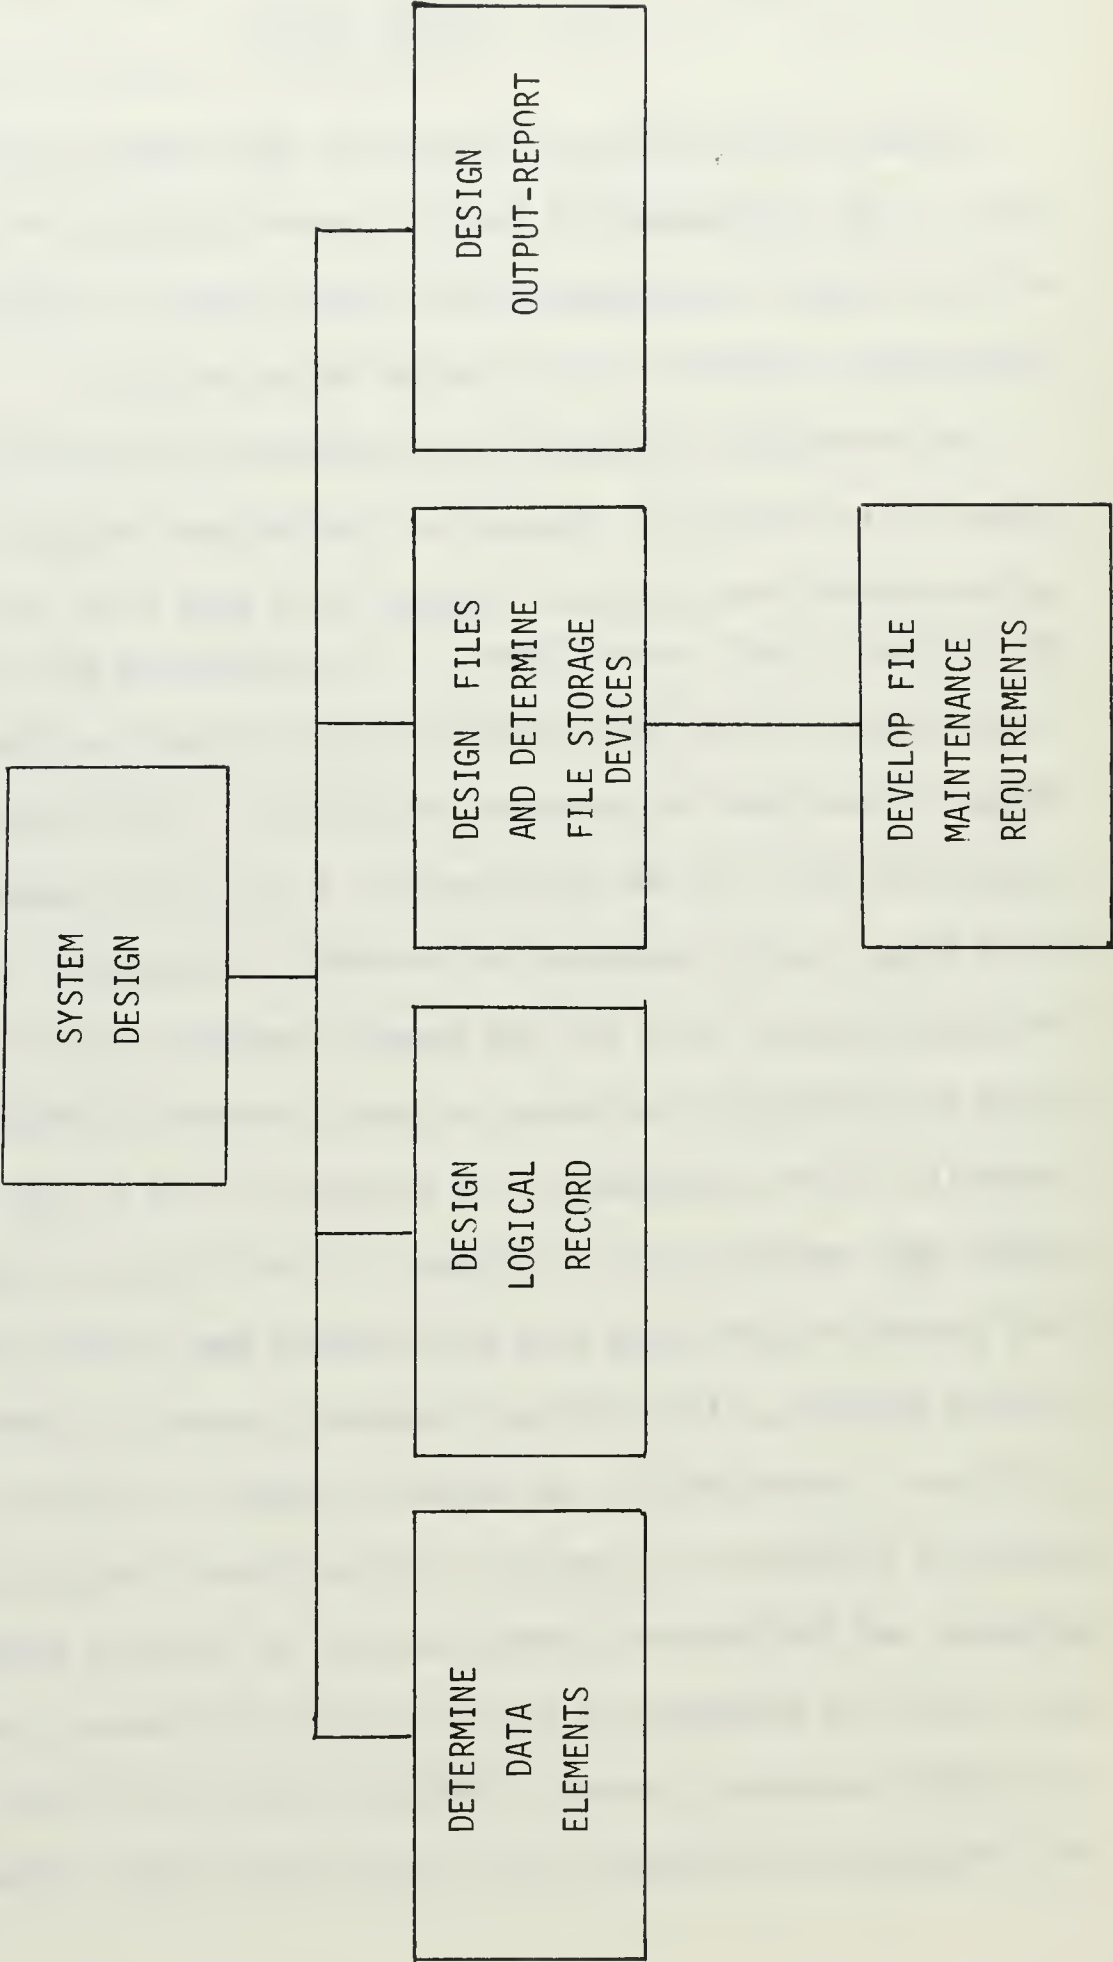 SYSTEM
DESIGN
DETERMINE
DATA
ELEMENTS
DESIGN
LOGICAL
RECORD
DESIGN FILES
AND DETERMINE
FILE STORAGE
DEVICES
DESIGN
OUTPUT-REPORT
DEVELOP FILE
MAINTENANCE
REQUIREMENTS